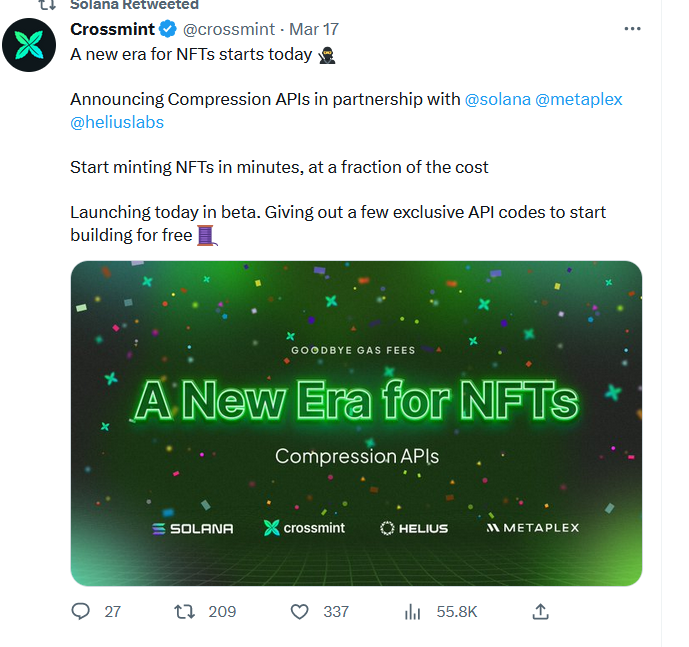 Solana Retweeted
Crossmint @crossmint · Mar 17
A new era for NFTs starts today 🥷
Announcing Compression APIs in partnership with @solana @metaplex
@heliuslabs
Start minting NFTs in minutes, at a fraction of the cost
Launching today in beta. Giving out a few exclusive API codes to start
building for free 🧵
GOODBYE GAS FEES
A New Era for NFTs
Compression APIs
SOLANA crossmint HELIUS METAPLEX
27 209 337 55.8K